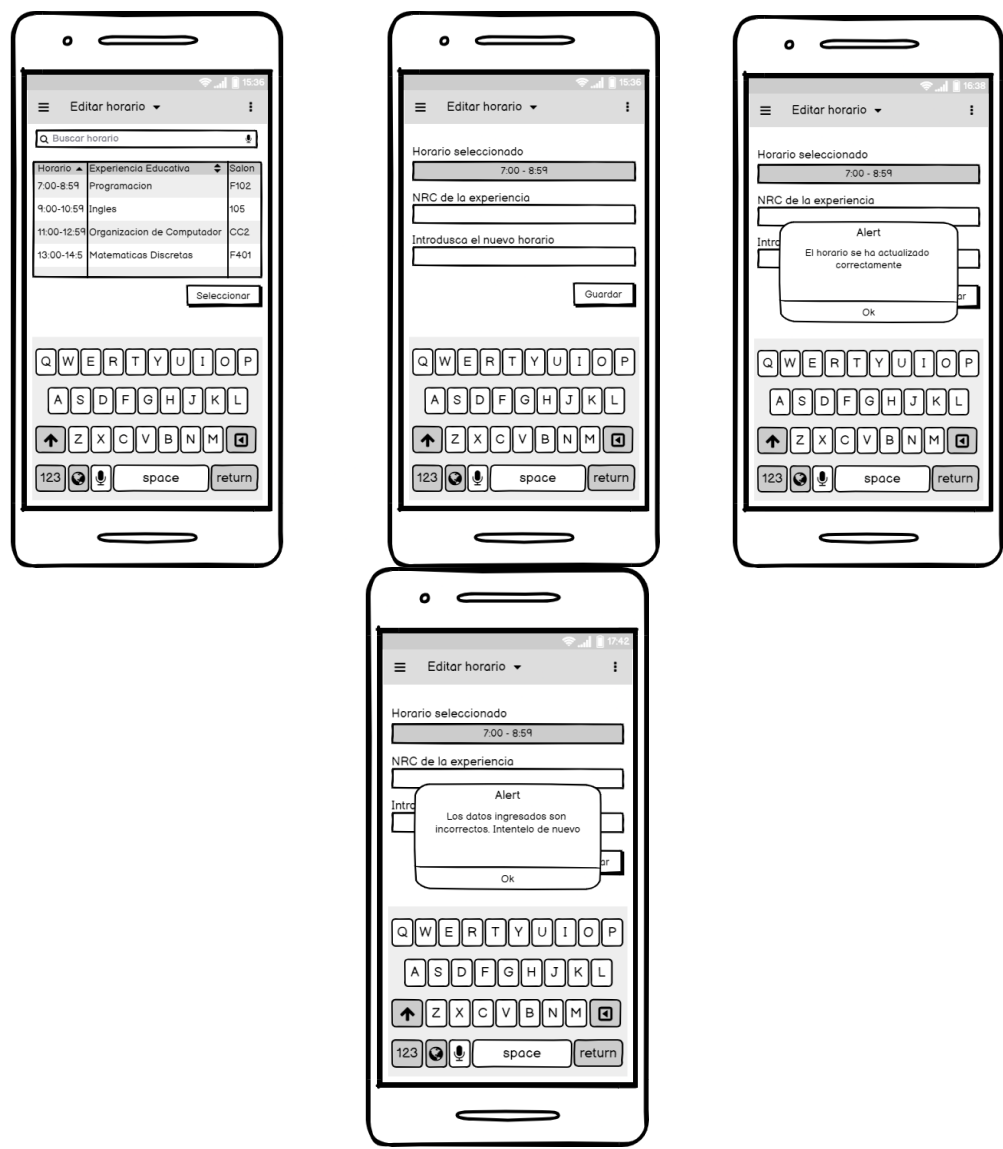 15:36
Editar horario
Buscar horario
Horario Experiencia Educativa Salon
7:00-8:59 Programacion F102
9:00-10:59 Ingles 105
11:00-12:59 Organizacion de Computador CC2
13:00-14:5 Matematicas Discretas F401
Seleccionar
Q W E R T Y U I O P
A S D F G H J K L
Z X C V B N M
123 space return
15:36
Editar horario
Horario seleccionado
7:00 - 8:59
NRC de la experiencia
Introdusca el nuevo horario
Guardar
Q W E R T Y U I O P
A S D F G H J K L
Z X C V B N M
123 space return
16:38
Editar horario
Horario seleccionado
7:00 - 8:59
NRC de la experiencia
Intro
Alert
El horario se ha actualizado
correctamente
ar
Ok
Q W E R T Y U I O P
A S D F G H J K L
Z X C V B N M
123 space return
17:42
Editar horario
Horario seleccionado
7:00 - 8:59
NRC de la experiencia
Intro
Alert
Los datos ingresados son
incorrectos. Intentelo de nuevo
ar
Ok
Q W E R T Y U I O P
A S D F G H J K L
Z X C V B N M
123 space return